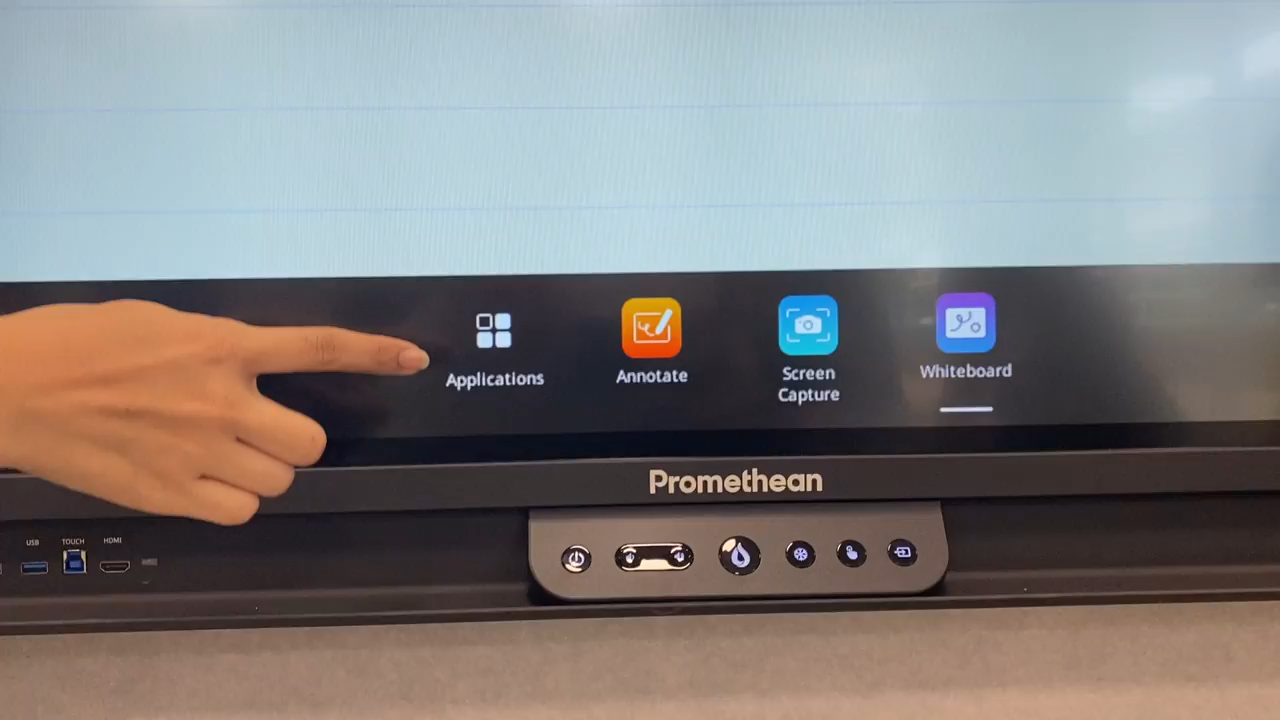 Applications
Annotate
Screen
Capture
Whiteboard
Promethean
USB
TOUCH
HDMI